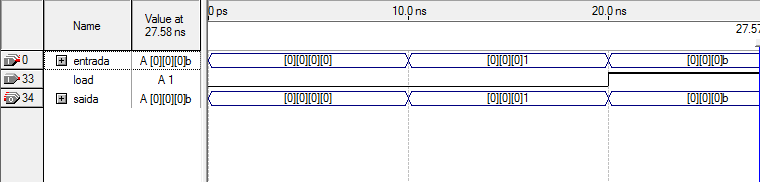 Name
Value at
27.58 ns
0 ps
10.0 ns
20.0 ns
27.57
0
entrada
A [0][0][0]b
[0][0][0][0]
[0][0][0]1
[0][0][0]b
33
load
A 1
34
saida
A [0][0][0]b
[0][0][0][0]
[0][0][0]1
[0][0][0]b